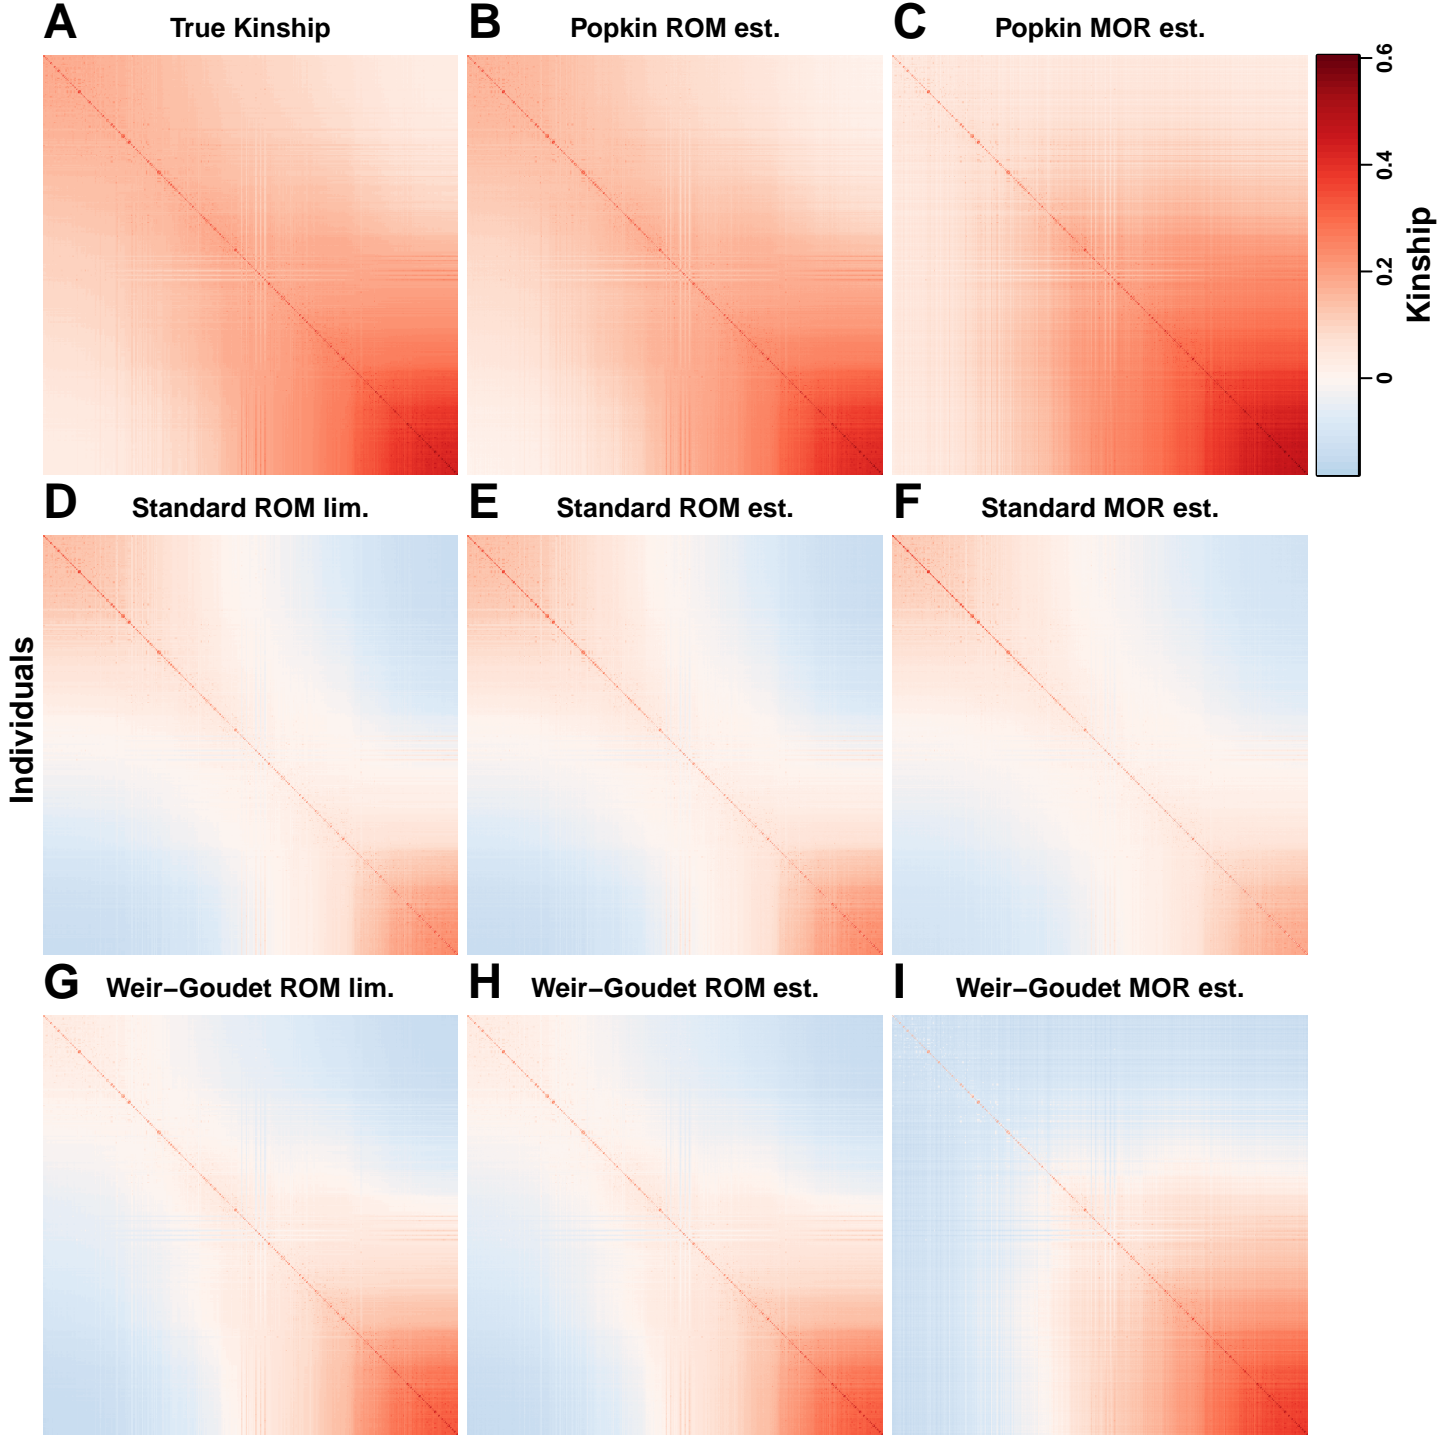 A True Kinship
B Popkin ROM est.
C Popkin MOR est.
0.6
0.4
0.2
0
Kinship
D Standard ROM lim.
E Standard ROM est.
F Standard MOR est.
Individuals
G Weir−Goudet ROM lim.
H Weir−Goudet ROM est.
I Weir−Goudet MOR est.